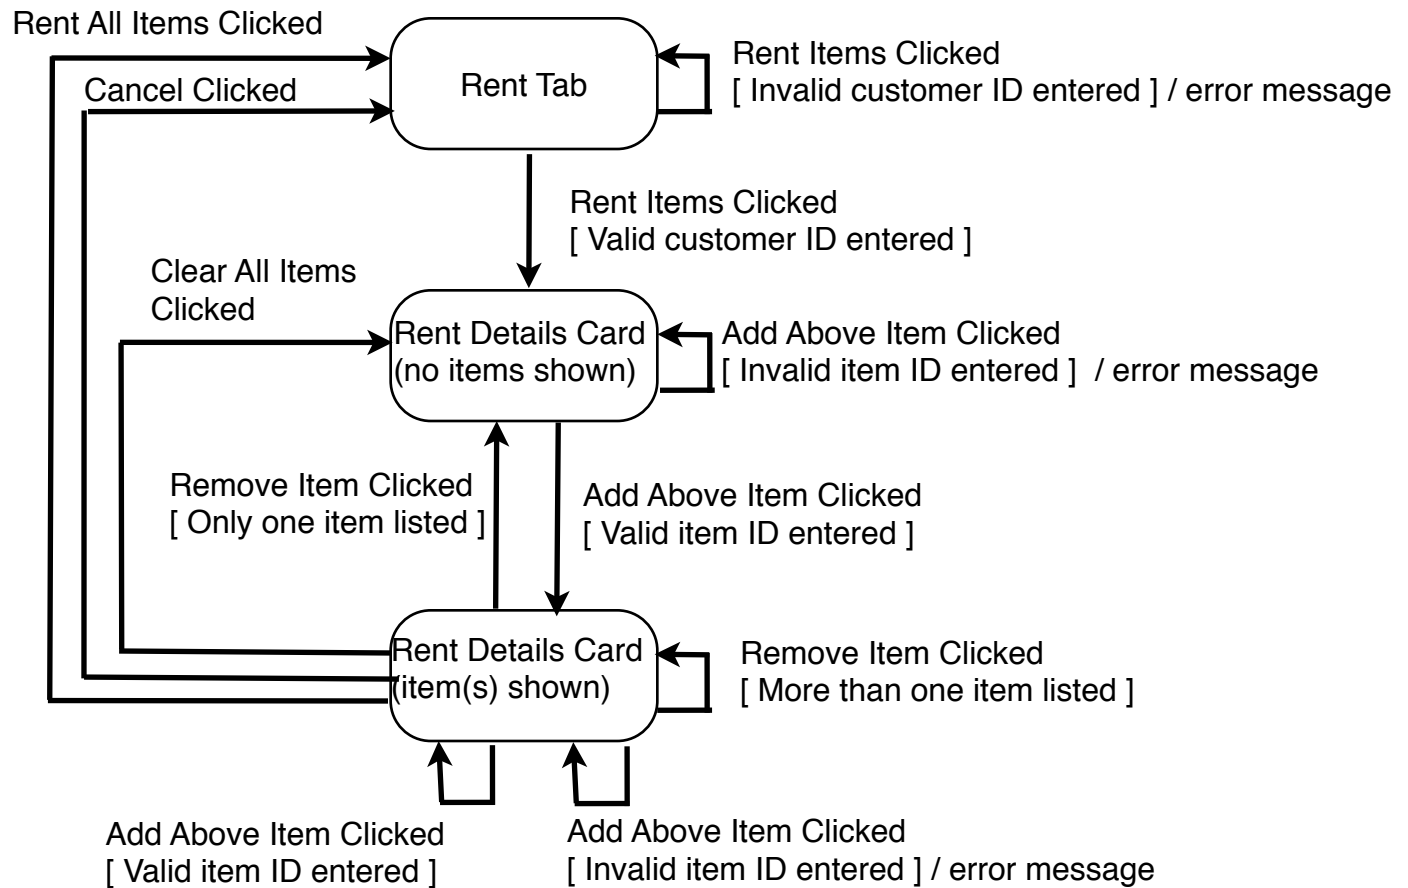 Rent All Items Clicked
Cancel Clicked
Rent Tab
Rent Items Clicked
[ Invalid customer ID entered ] / error message
Rent Items Clicked
[ Valid customer ID entered ]
Clear All Items
Clicked
Rent Details Card
(no items shown)
Add Above Item Clicked
[ Invalid item ID entered ]  / error message
Remove Item Clicked
[ Only one item listed ]
Add Above Item Clicked
[ Valid item ID entered ]
Rent Details Card
(item(s) shown)
Remove Item Clicked
[ More than one item listed ]
Add Above Item Clicked
[ Valid item ID entered ]
Add Above Item Clicked
[ Invalid item ID entered ] / error message